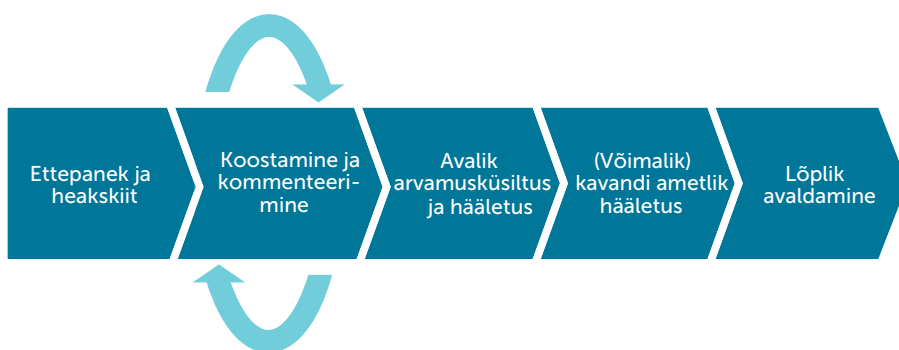 Ettepanek ja
heakskiit
Koostamine ja
kommenteeri-
mine
Avalik
arvamusküsiltus
ja hääletus
(Võimalik)
kavandi ametlik
hääletus
Lõplik
avaldamine